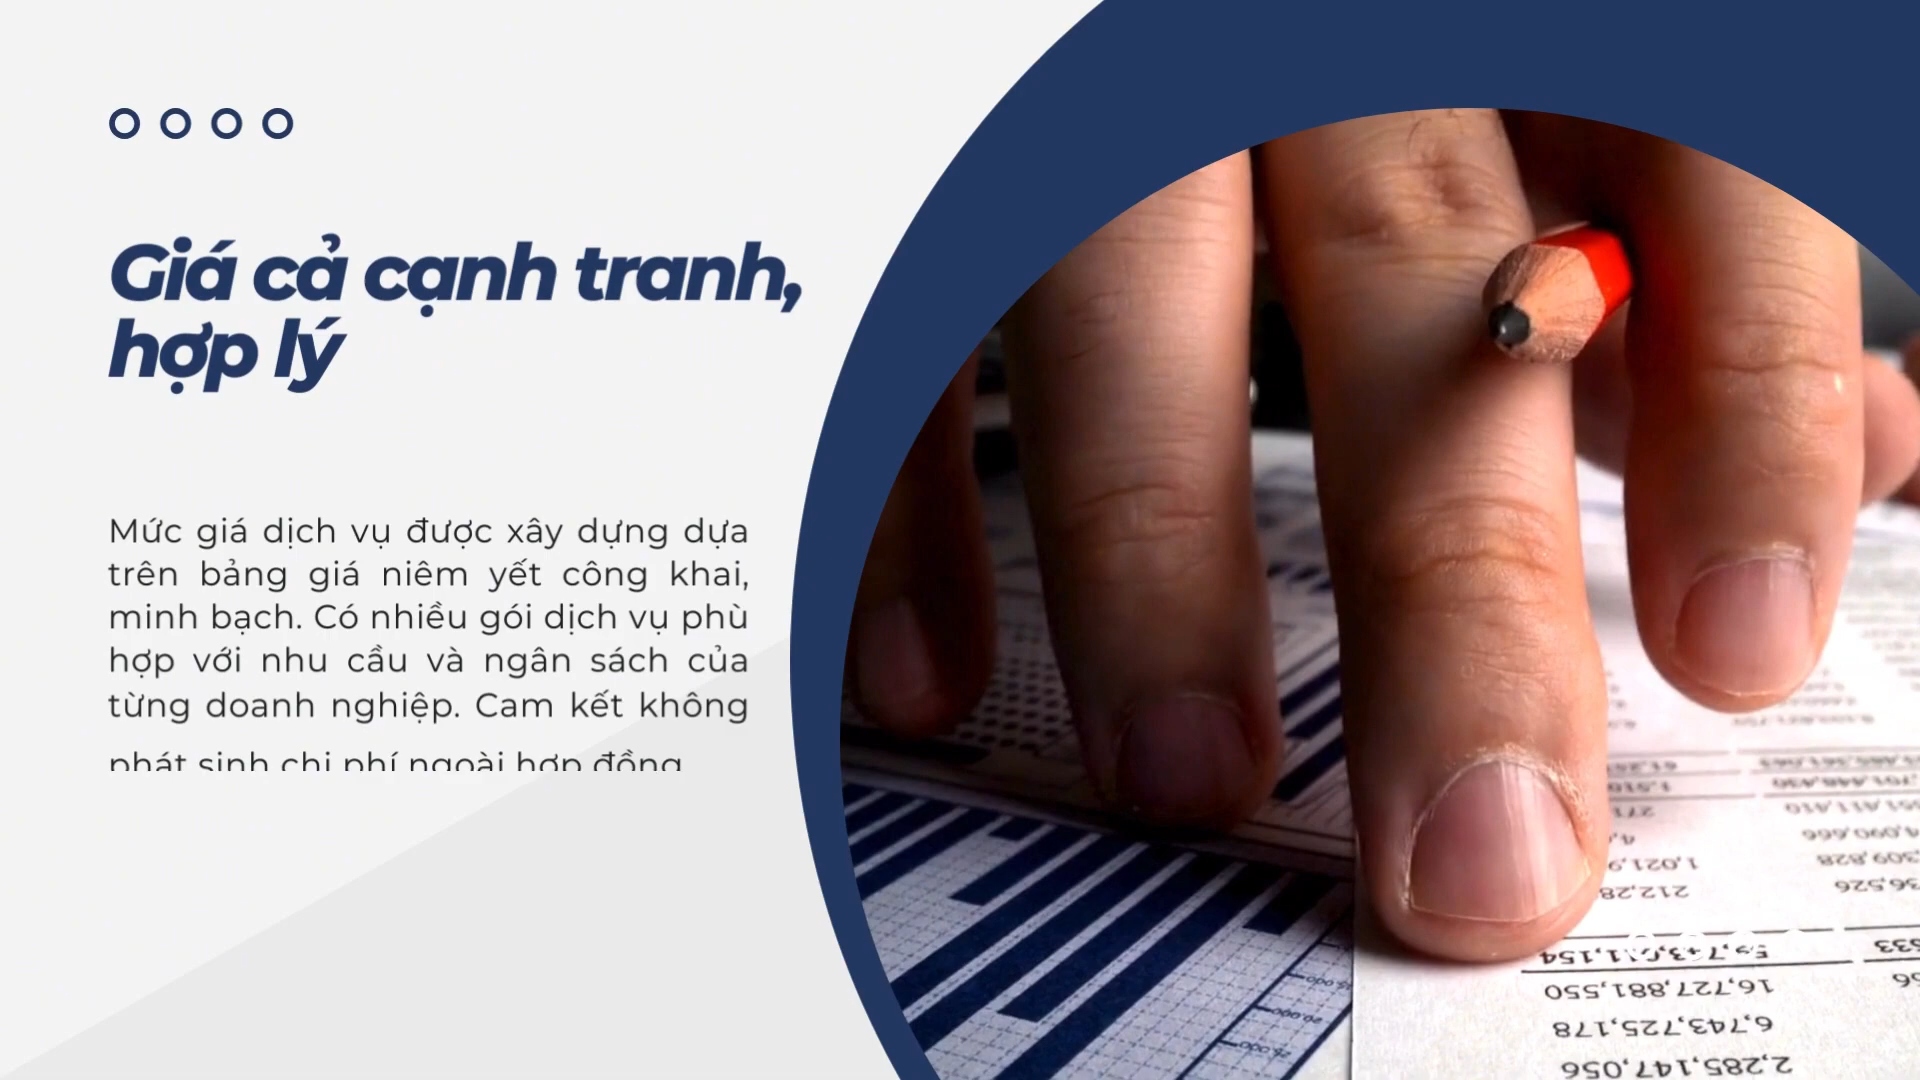 Giá cả cạnh tranh,
hợp lý
Mức giá dịch vụ được xây dựng dựa
trên bảng giá niêm yết công khai,
minh bạch. Có nhiều gói dịch vụ phù
hợp với nhu cầu và ngân sách của
từng doanh nghiệp. Cam kết không
phát sinh chi phí ngoài hợp đồng
16,727,881,550
6,743,725,178
2,285,147,056